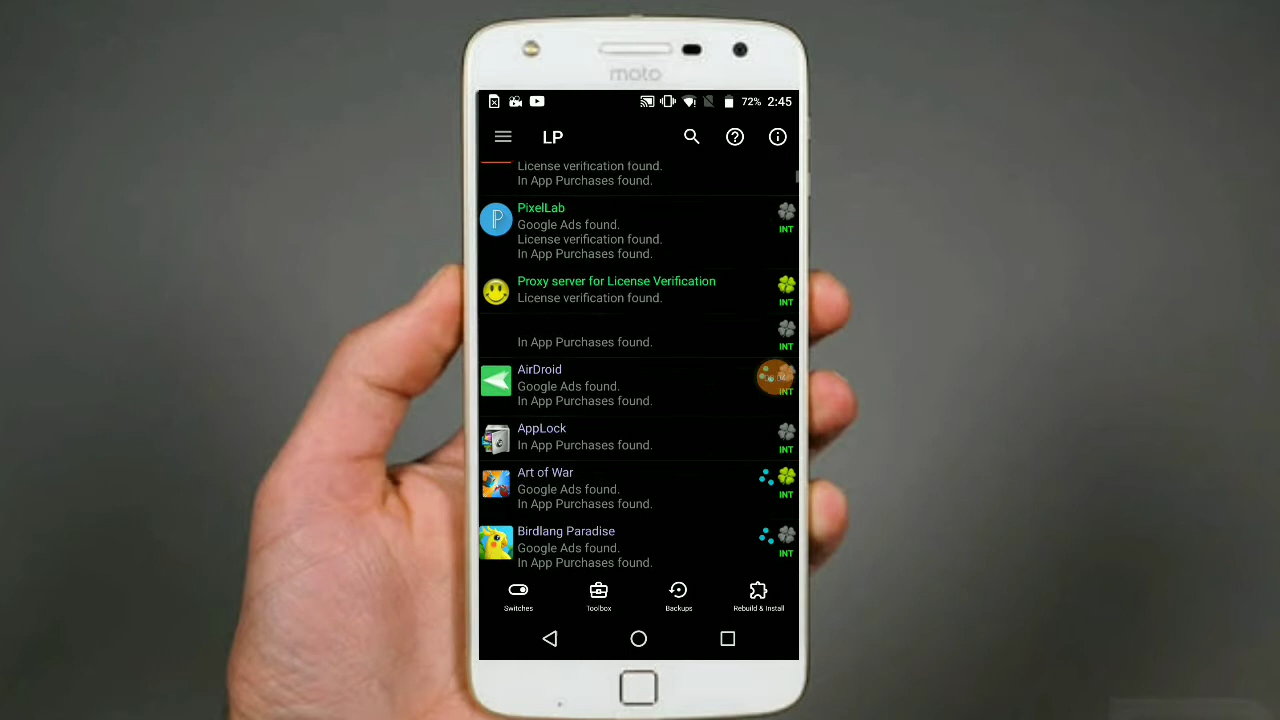 moto
72% 2:45
LP
License verification found.
In App Purchases found.
PixelLab
Google Ads found.
License verification found.
In App Purchases found.
INT
Proxy server for License Verification
License verification found.
INT
In App Purchases found.
INT
AirDroid
Google Ads found.
In App Purchases found.
INT
AppLock
In App Purchases found.
INT
Art of War
Google Ads found.
In App Purchases found.
INT
Birdlang Paradise
Google Ads found.
In App Purchases found.
INT
Switches Toolbox Backups Rebuild & Install